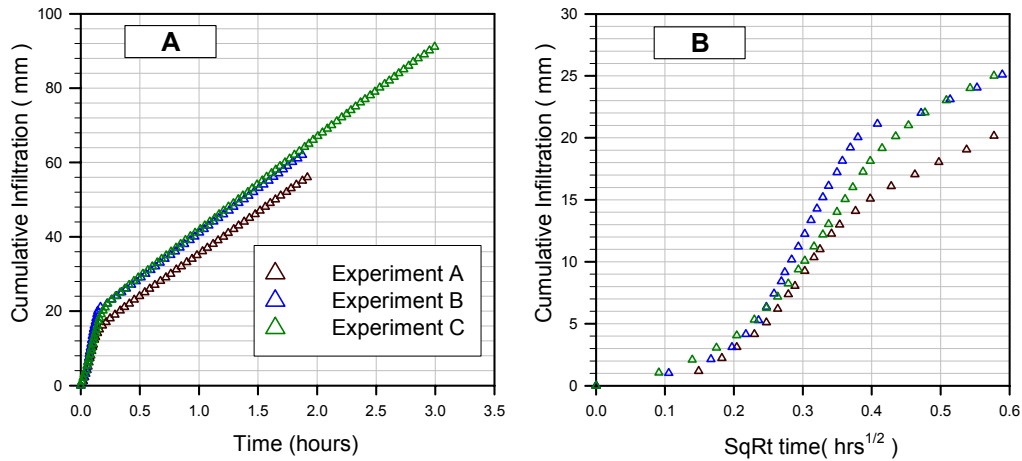 A
Cumulative Infiltration ( mm )
100
80
60
40
20
0
0.0 0.5 1.0 1.5 2.0 2.5 3.0 3.5
Time (hours)
Experiment A
Experiment B
Experiment C
B
Cumulative Infiltration ( mm )
30
25
20
15
10
5
0
0.0 0.1 0.2 0.3 0.4 0.5 0.6
SqRt time( hrs1/2 )